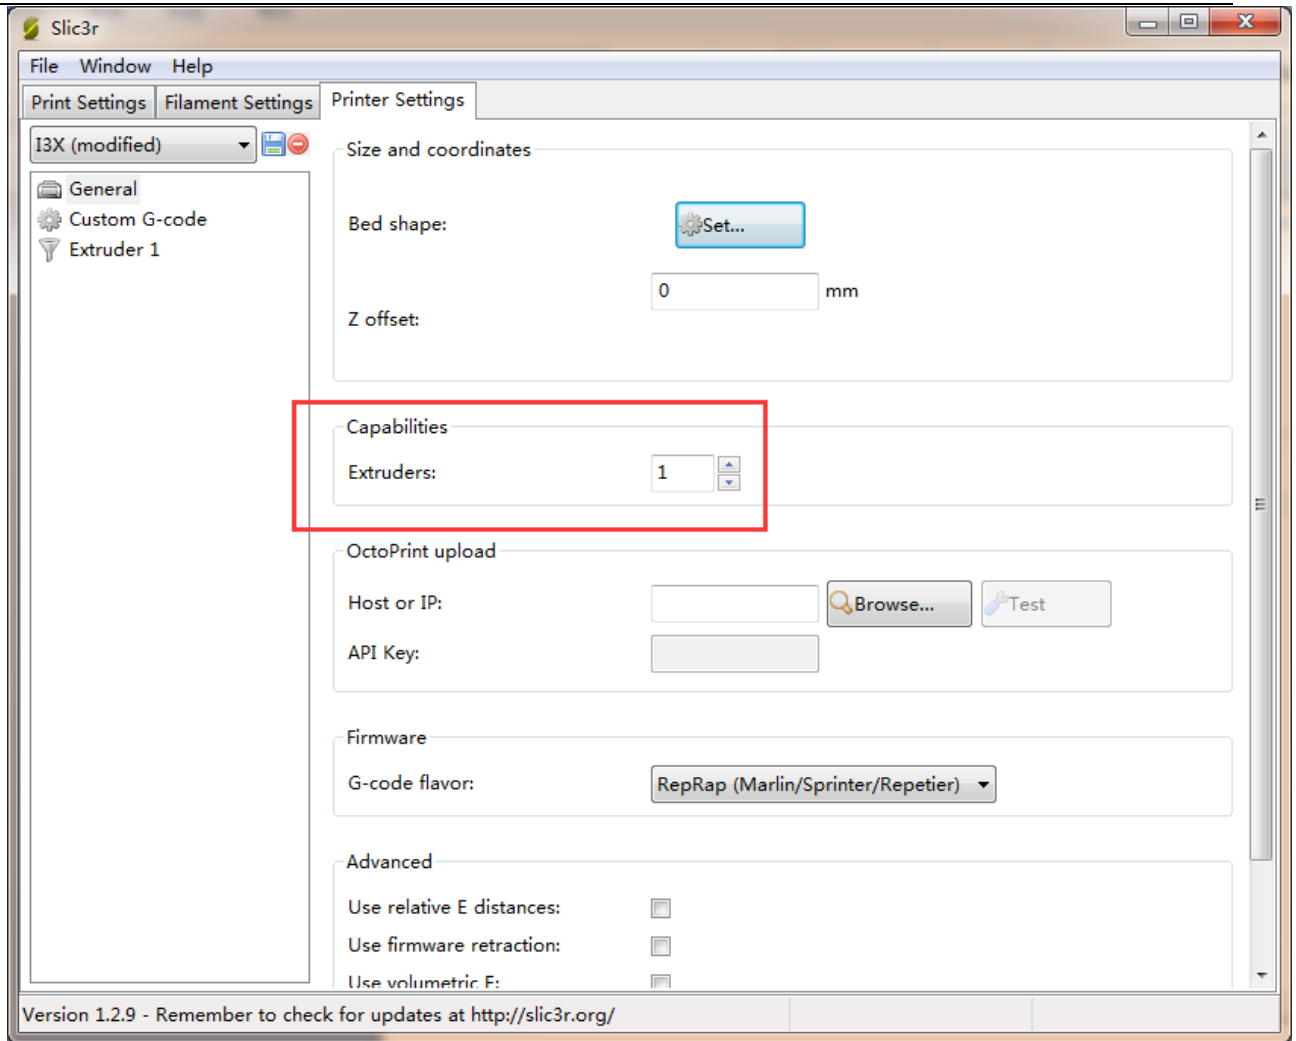 Slic3r
File Window Help
Print Settings Filament Settings Printer Settings
I3X (modified)
General
Custom G-code
Extruder 1
Size and coordinates
Bed shape: Set...
0 mm
Z offset:
Capabilities
Extruders: 1
OctoPrint upload
Host or IP: Browse... Test
API Key:
Firmware
G-code flavor: RepRap (Marlin/Sprinter/Repetier)
Advanced
Use relative E distances:
Use firmware retraction:
Use volumetric E:
Version 1.2.9 - Remember to check for updates at http://slic3r.org/